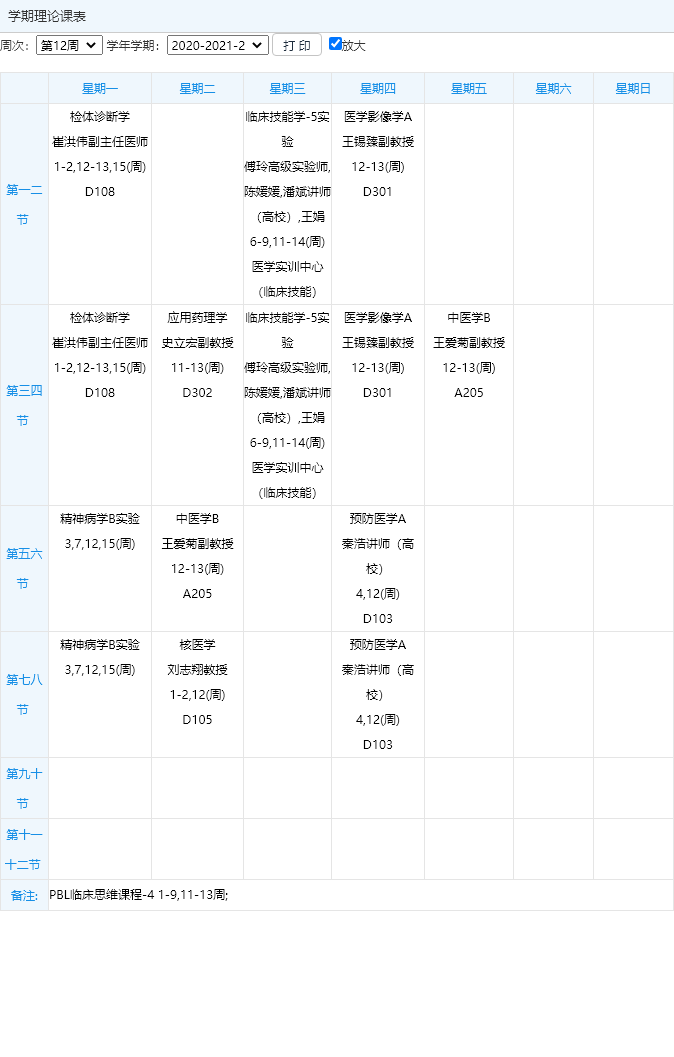 学期理论课表
周次: 第12周 学年学期: 2020-2021-2 打 印 放大
星期一 星期二 星期三 星期四 星期五 星期六 星期日
第一二
节
检体诊断学
崔洪伟副主任医师
1-2,12-13,15(周)
D108
临床技能学-5实
验
傅玲高级实验师,
陈媛媛,潘斌讲师
（高校）,王娟
6-9,11-14(周)
医学实训中心
（临床技能）
医学影像学A
王锡臻副教授
12-13(周)
D301
第三四
节
检体诊断学
崔洪伟副主任医师
1-2,12-13,15(周)
D108
应用药理学
史立宏副教授
11-13(周)
D302
临床技能学-5实
验
傅玲高级实验师,
陈媛媛,潘斌讲师
（高校）,王娟
6-9,11-14(周)
医学实训中心
（临床技能）
医学影像学A
王锡臻副教授
12-13(周)
D301
中医学B
王爱菊副教授
12-13(周)
A205
第五六
节
精神病学B实验
3,7,12,15(周)
中医学B
王爱菊副教授
12-13(周)
A205
预防医学A
秦浩讲师（高
校）
4,12(周)
D103
第七八
节
精神病学B实验
3,7,12,15(周)
核医学
刘志翔教授
1-2,12(周)
D105
预防医学A
秦浩讲师（高
校）
4,12(周)
D103
第九十
节
第十一
十二节
备注: PBL临床思维课程-4 1-9,11-13周;